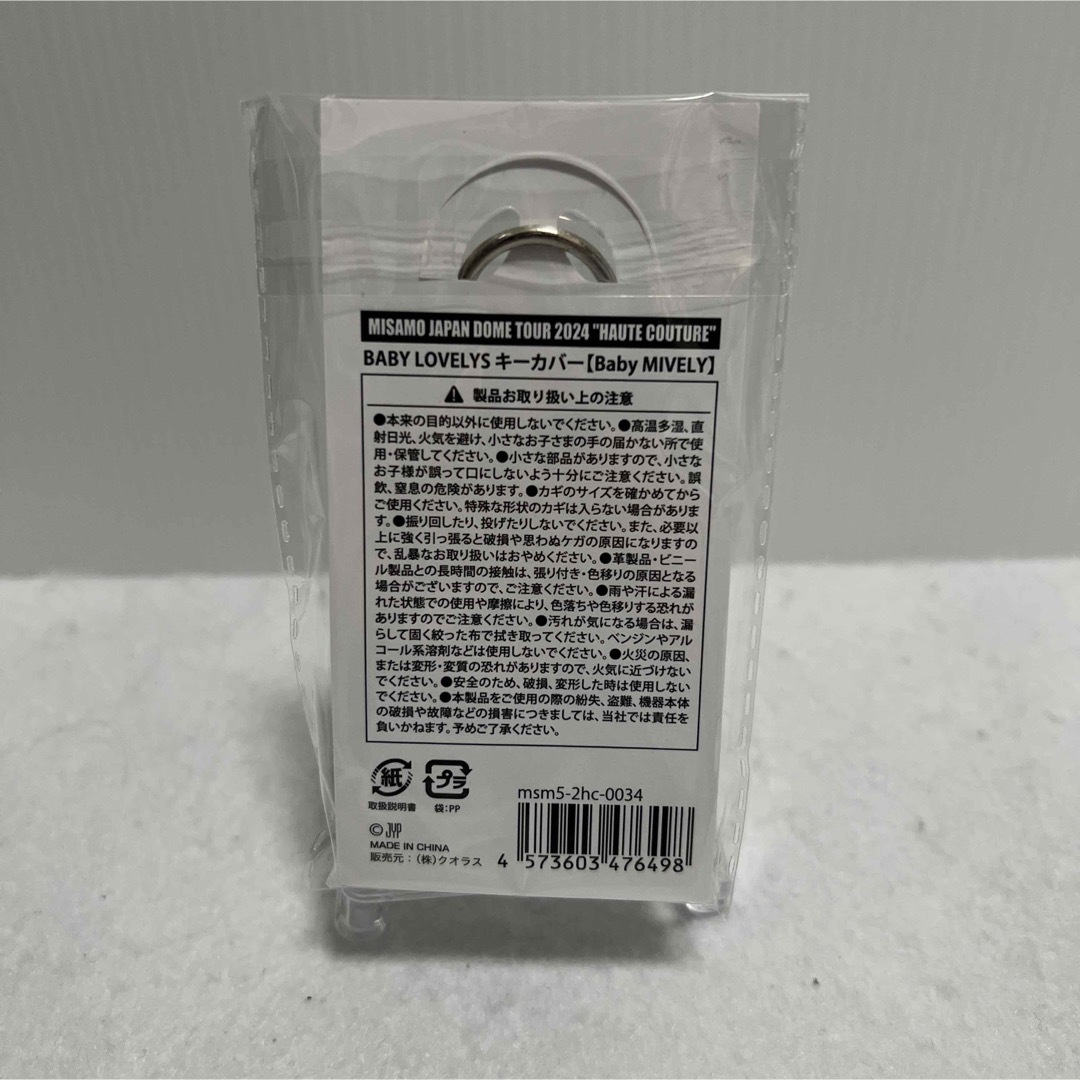 MISAMO JAPAN DOME TOUR 2024 "HAUTE COUTURE"
BABY LOVELYS キーカバー【Baby MIVELY】
製品お取り扱い上の注意
●本来の目的以外に使用しないでください。●高温多湿、直
射日光、火気を避け、小さなお子さまの手の届かない所で使
用・保管してください。●小さな部品がありますので、小さな
お子様が誤って口にしないよう十分にご注意ください。誤
飲、窒息の危険があります。●カギのサイズを確かめてから
ご使用ください。特殊な形状のカギは入らない場合がありま
す。●振り回したり、投げたりしないでください。また、必要以
上に強く引っ張ると破損や思わぬケガの原因になりますの
で、乱暴なお取り扱いはおやめください。●革製品・ビニー
ル製品との長時間の接触は、張り付き・色移りの原因となる
場合がございますので、ご注意ください。●雨や汗による漏
れた状態での使用や摩擦により、色落ちや色移りする恐れが
ありますのでご注意ください。●汚れが気になる場合は、漏
らして固く絞った布で拭き取ってください。ベンジンやアル
コール系溶剤などは使用しないでください。●火災の原因、
または変形・変質の恐れがありますので、火気に近づけない
でください。●安全のため、破損、変形した時は使用しない
でください。●本製品をご使用の際の紛失、盗難、機器本体
の破損や故障などの損害につきましては、当社では責任を
負いかねます。予めご了承ください。
紙
取扱説明書
プラ
袋:PP
msm5-2hc-0034
© JYP
MADE IN CHINA
販売元:(株)クオラス
4 573603 476498